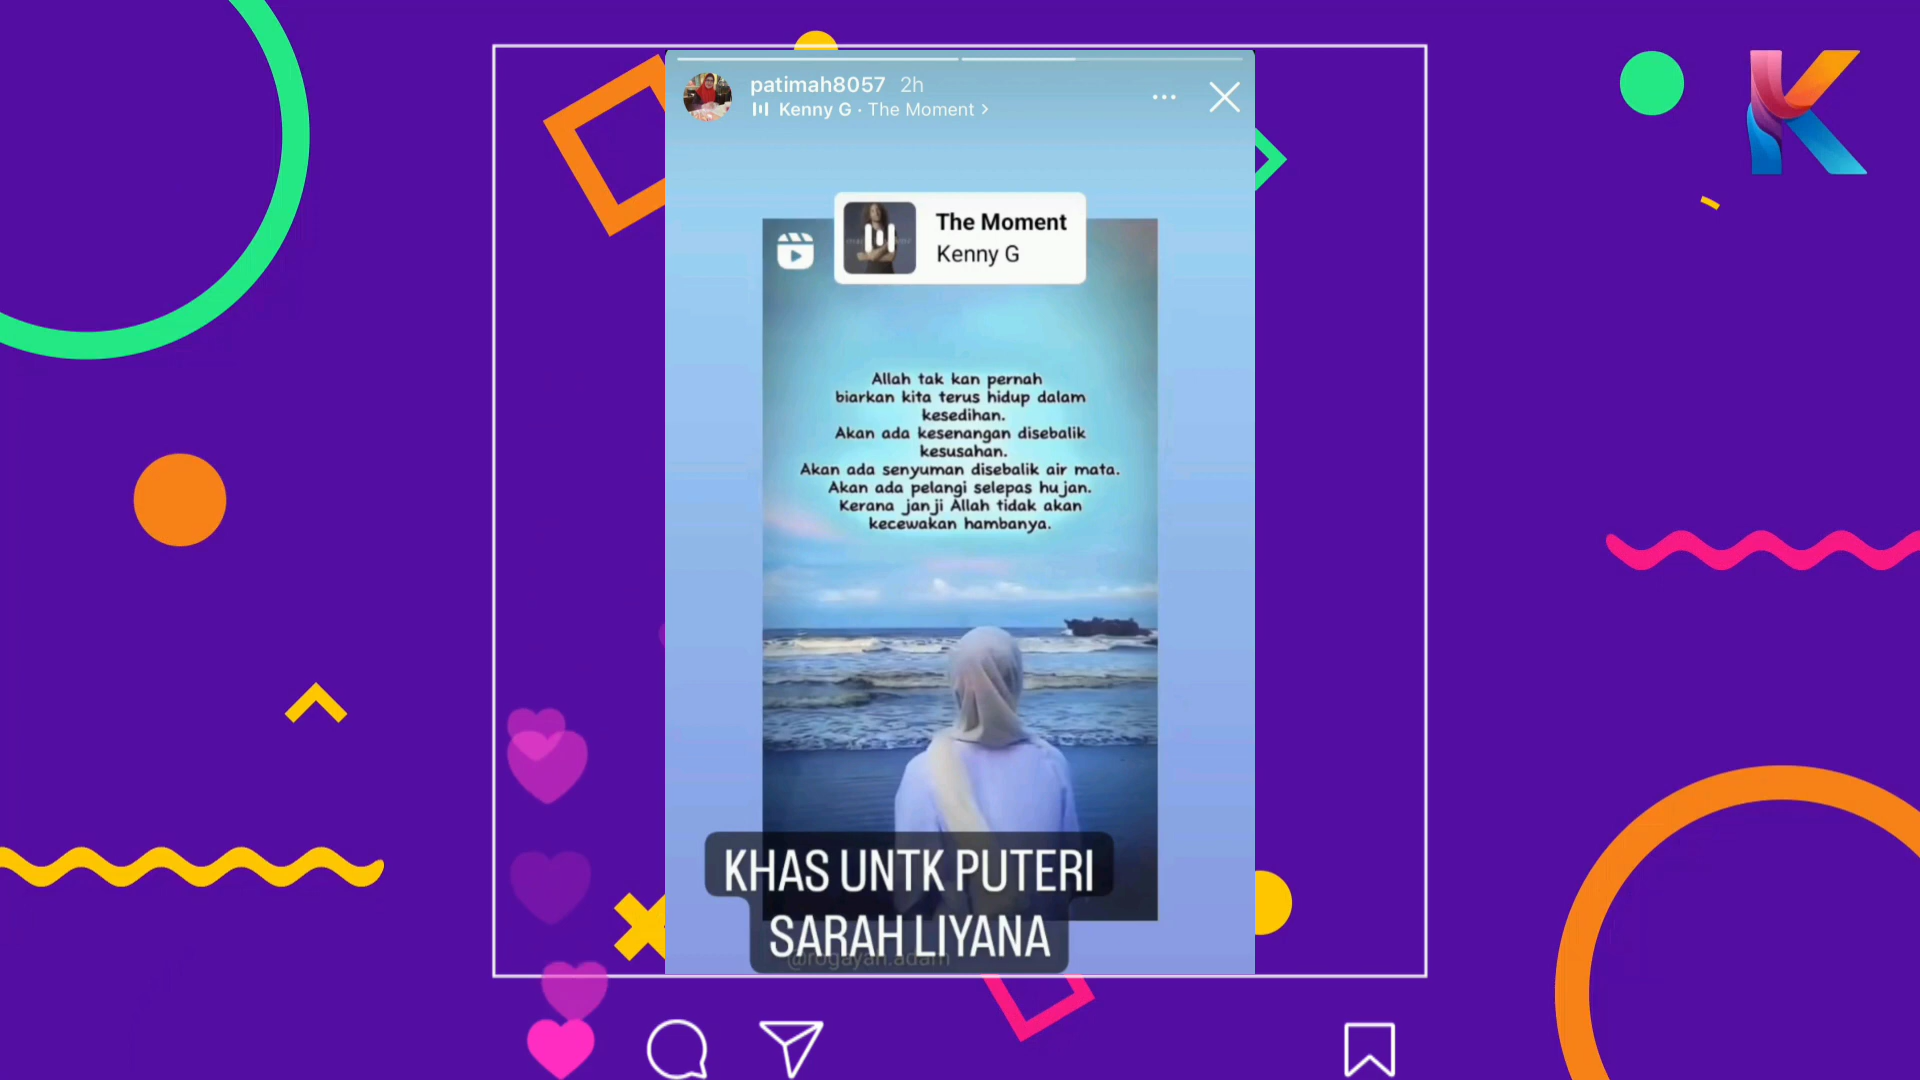 patimah8057 2h
Kenny G · The Moment >
The Moment
Kenny G
Allah tak kan pernah
biarkan kita terus hidup dalam
kesedihan.
Akan ada kesenangan disebalik
kesusahan.
Akan ada senyuman disebalik air mata.
Akan ada pelangi selepas hujan.
Kerana janji Allah tidak akan
kecewakan hambanya.
KHAS UNTK PUTERI
SARAH LIYANA
@rogayah.adam
K